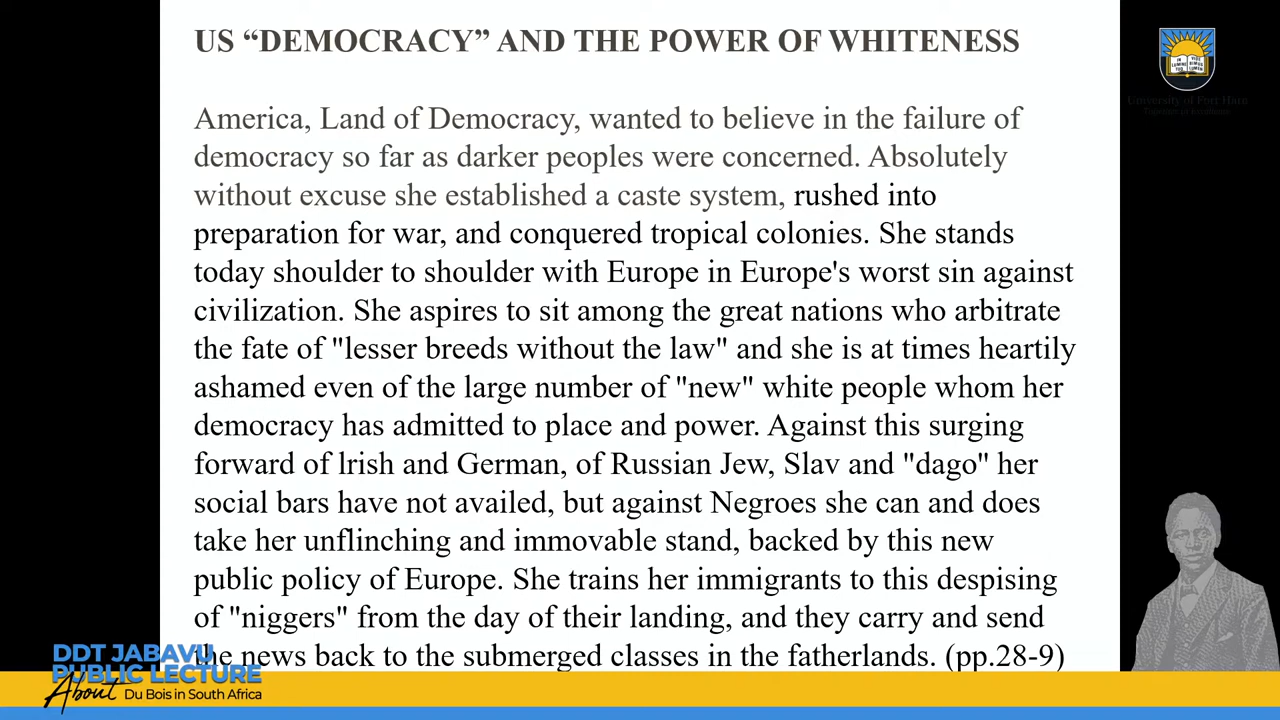 US “DEMOCRACY” AND THE POWER OF WHITENESS
America, Land of Democracy, wanted to believe in the failure of
democracy so far as darker peoples were concerned. Absolutely
without excuse she established a caste system, rushed into
preparation for war, and conquered tropical colonies. She stands
today shoulder to shoulder with Europe in Europe's worst sin against
civilization. She aspires to sit among the great nations who arbitrate
the fate of "lesser breeds without the law" and she is at times heartily
ashamed even of the large number of "new" white people whom her
democracy has admitted to place and power. Against this surging
forward of lrish and German, of Russian Jew, Slav and "dago" her
social bars have not availed, but against Negroes she can and does
take her unflinching and immovable stand, backed by this new
public policy of Europe. She trains her immigrants to this despising
of "niggers" from the day of their landing, and they carry and send
the news back to the submerged classes in the fatherlands. (pp.28-9)
University of Fort Hare
DDT JABAVU
PUBLIC LECTURE
About Du Bois in South Africa